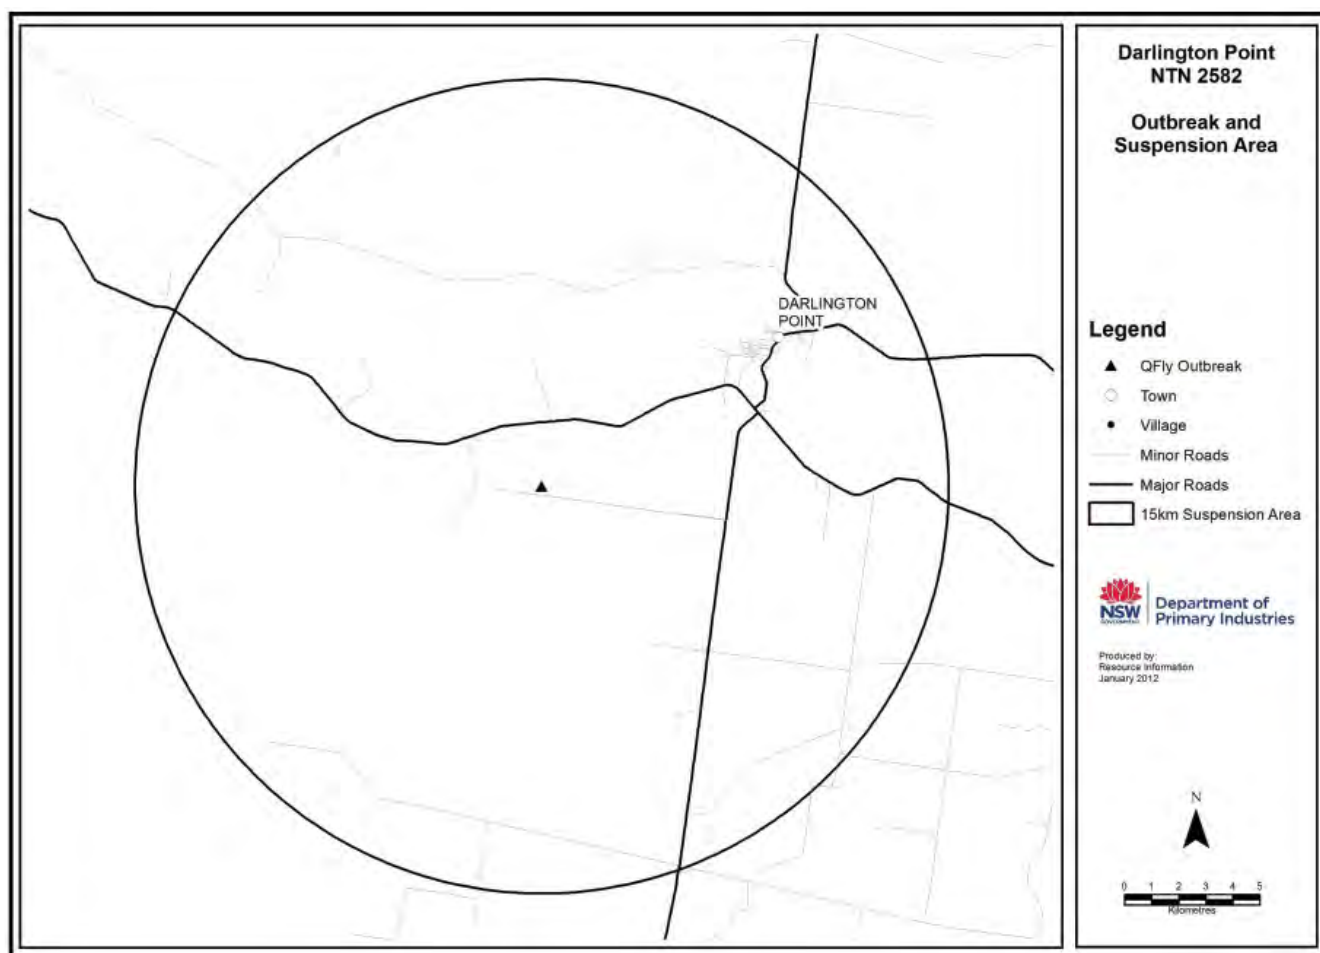 Darlington Point
NTN 2582
Outbreak and
Suspension Area
DARLINGTON
POINT
Legend
QFly Outbreak
Town
Village
Minor Roads
Major Roads
15km Suspension Area
NSW
GOVERNMENT
Department of
Primary Industries
Produced by:
Resource Information
January 2012
N
0 1 2 3 4 5
Kilometres